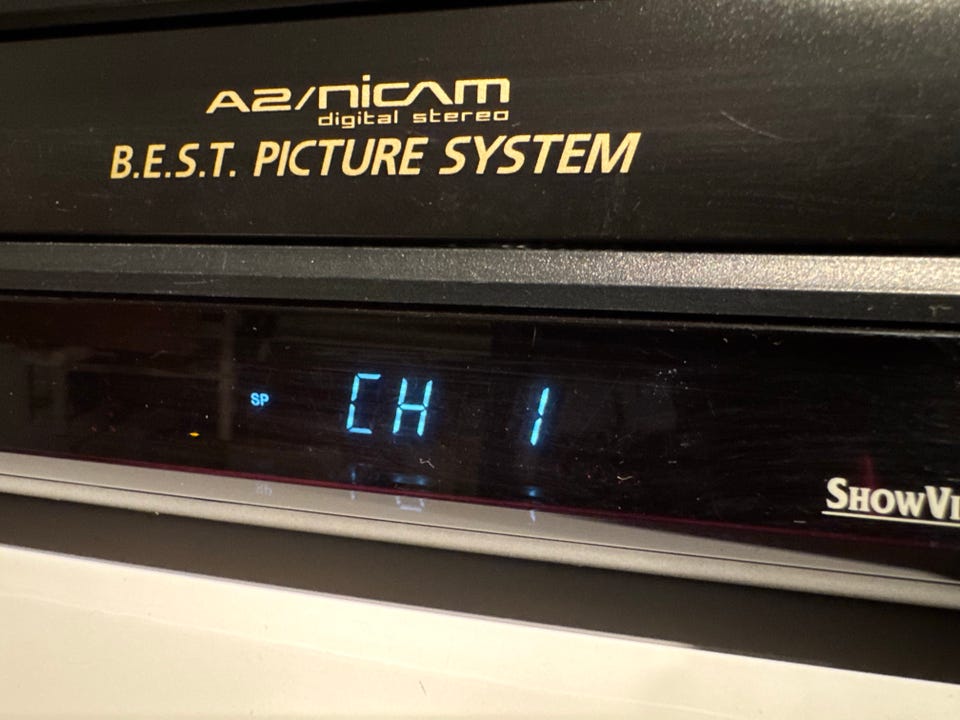 A2/nicam
digital stereo
B.E.S.T. PICTURE SYSTEM
SP CH 1